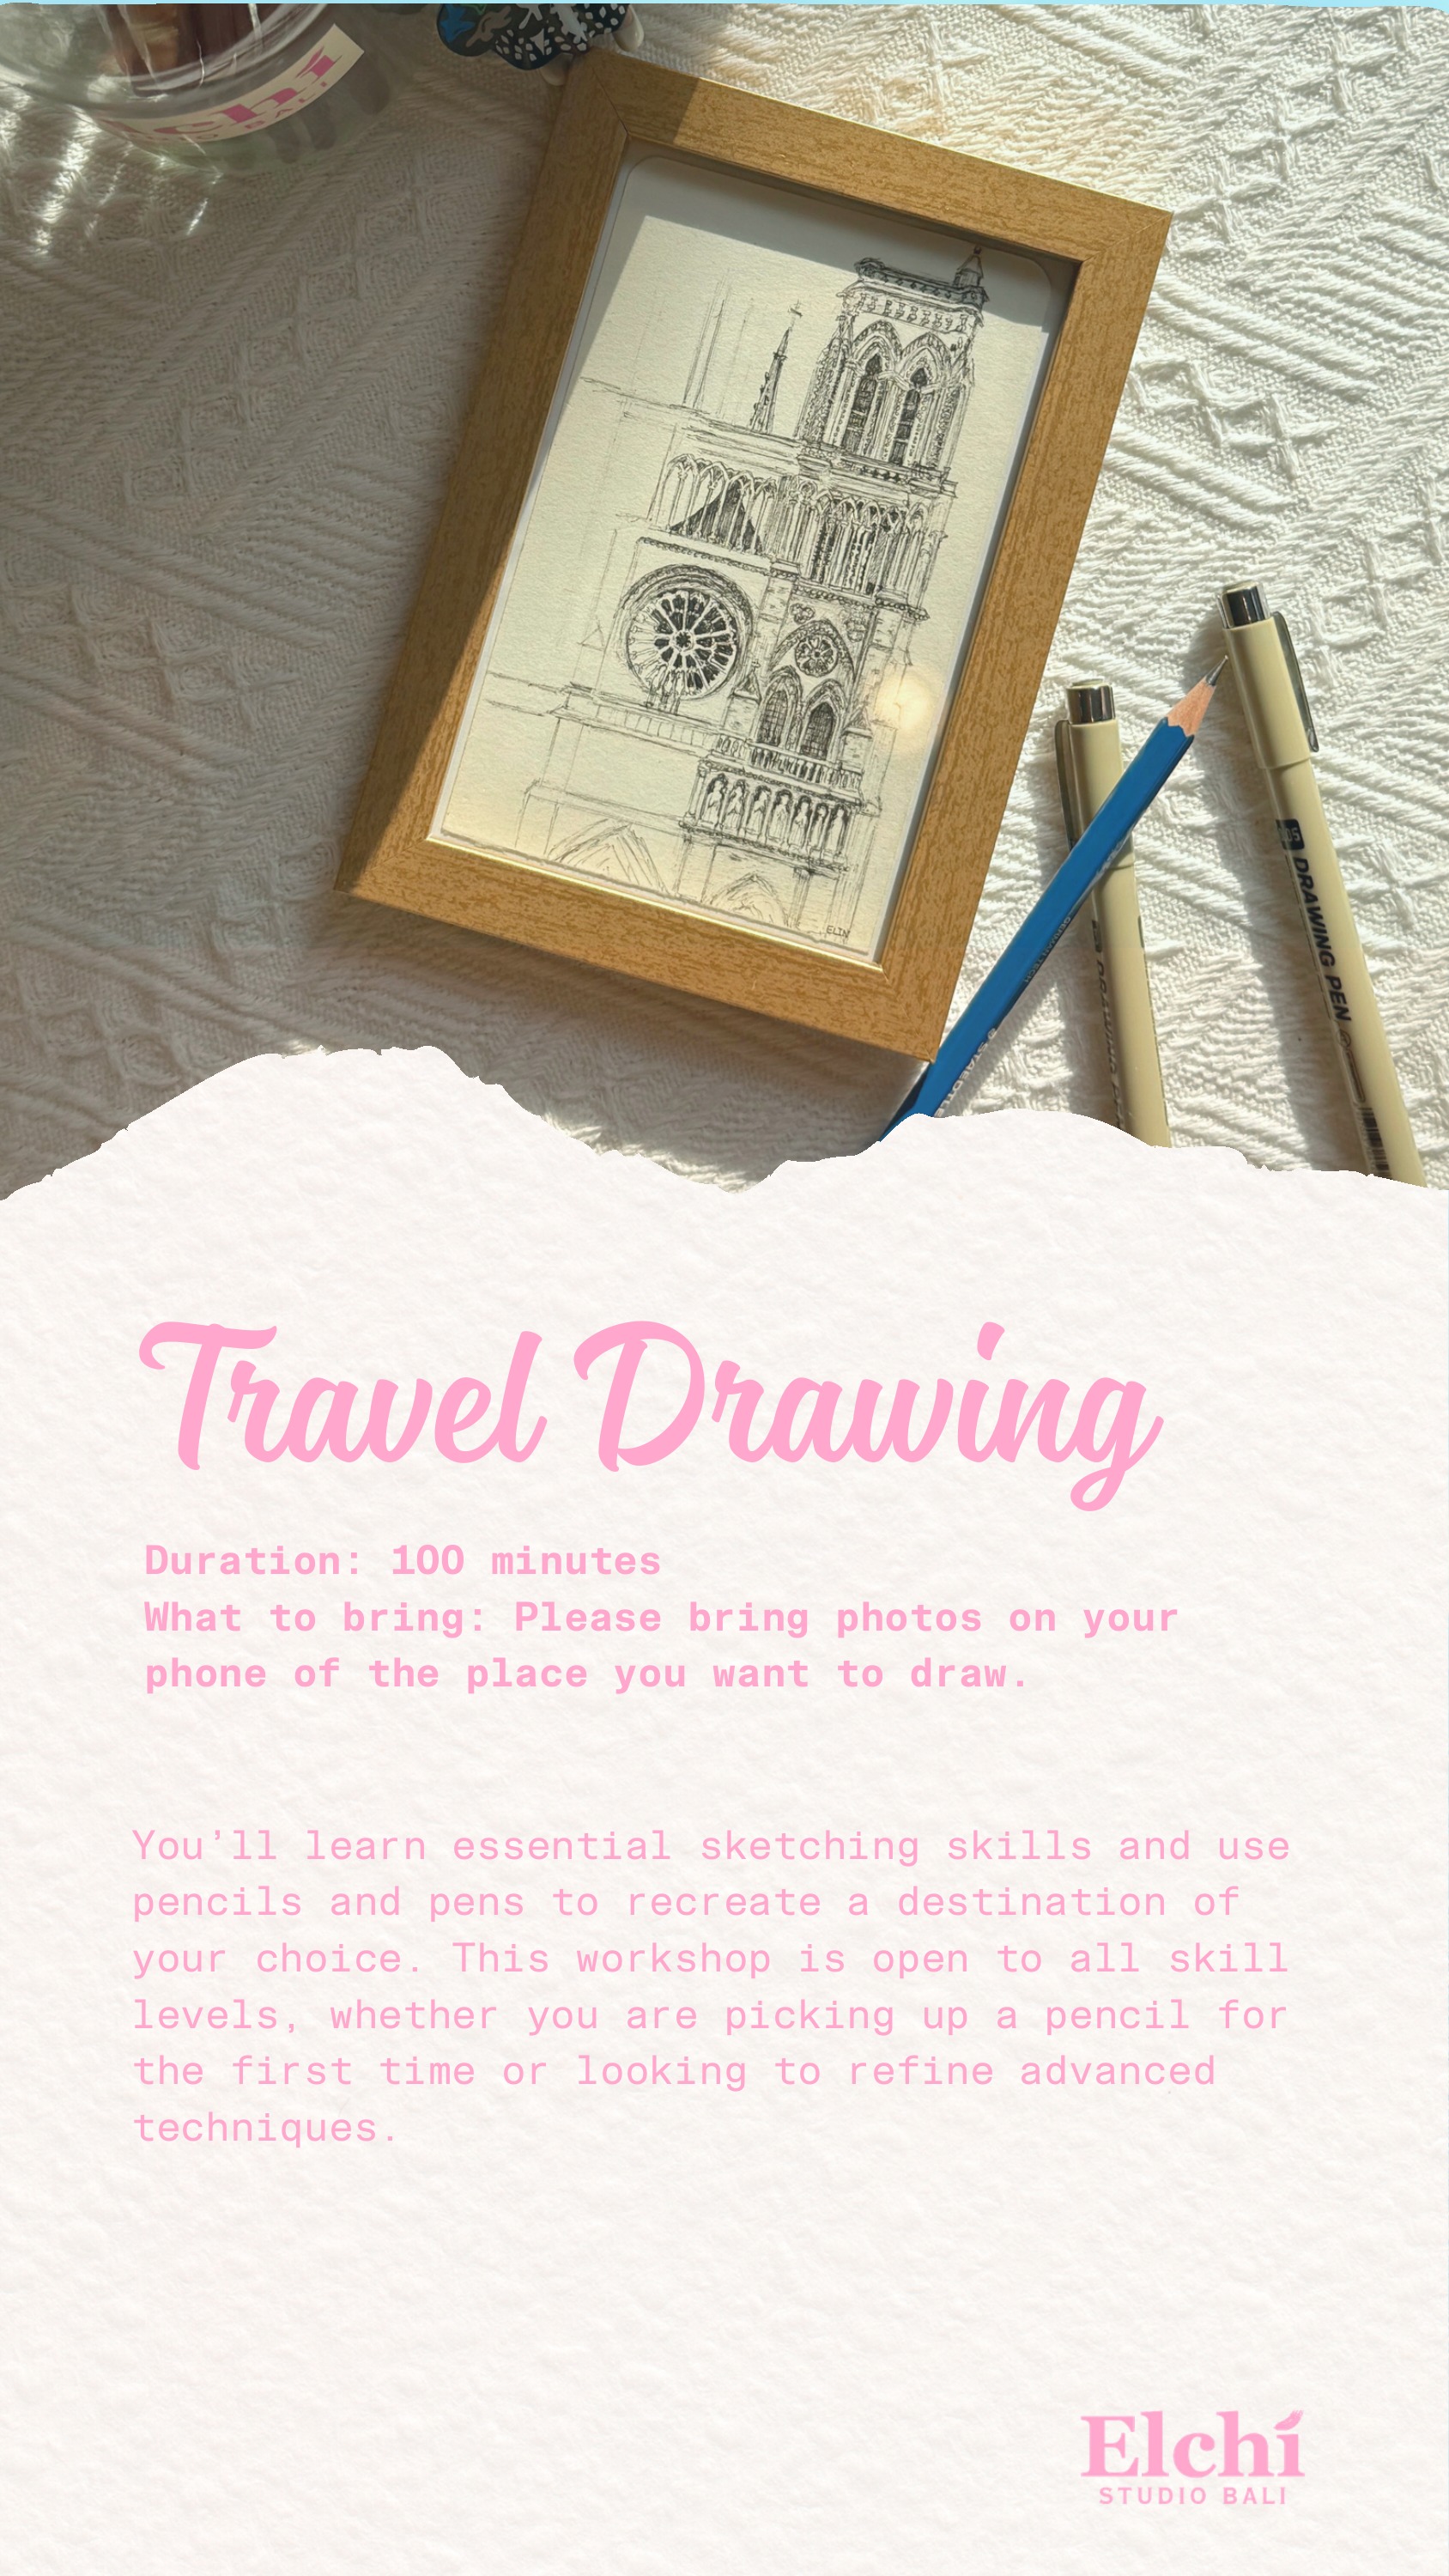 ELIN
DRAWING PEN
Travel Drawing
Duration: 100 minutes
What to bring: Please bring photos on your
phone of the place you want to draw.
You’ll learn essential sketching skills and use
pencils and pens to recreate a destination of
your choice. This workshop is open to all skill
levels, whether you are picking up a pencil for
the first time or looking to refine advanced
techniques.
Elchí
STUDIO BALI